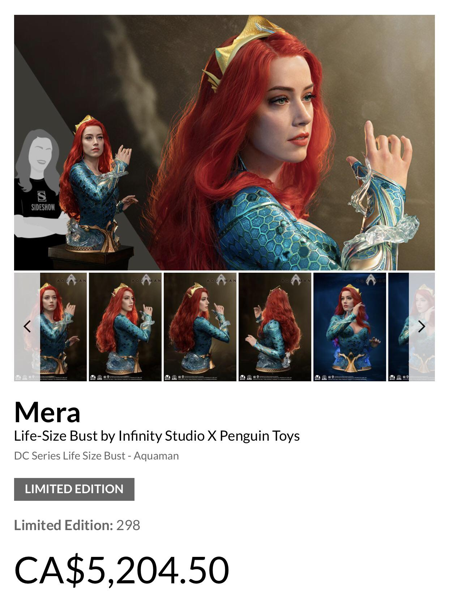 S
SIDESHOW
Mera
Life-Size Bust by Infinity Studio X Penguin Toys
DC Series Life Size Bust - Aquaman
LIMITED EDITION
Limited Edition: 298
CA$5,204.50